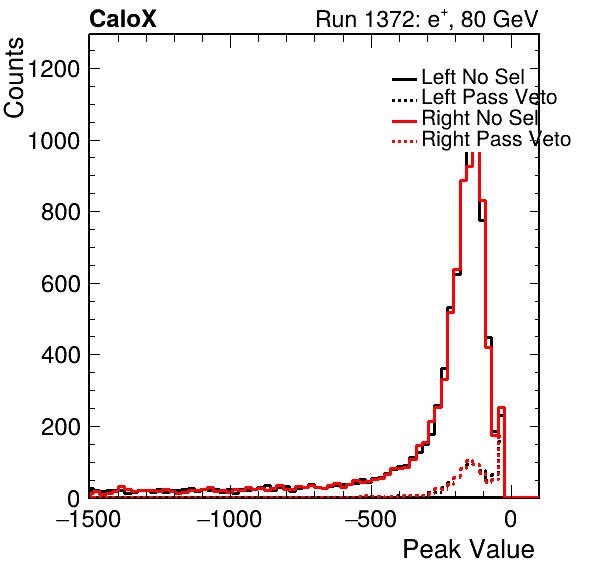 CaloX Run 1372: e+, 80 GeV
Counts
1200
1000
800
600
400
200
0
Left No Sel
Left Pass Veto
Right No Sel
Right Pass Veto
−1500 −1000 −500 0
Peak Value